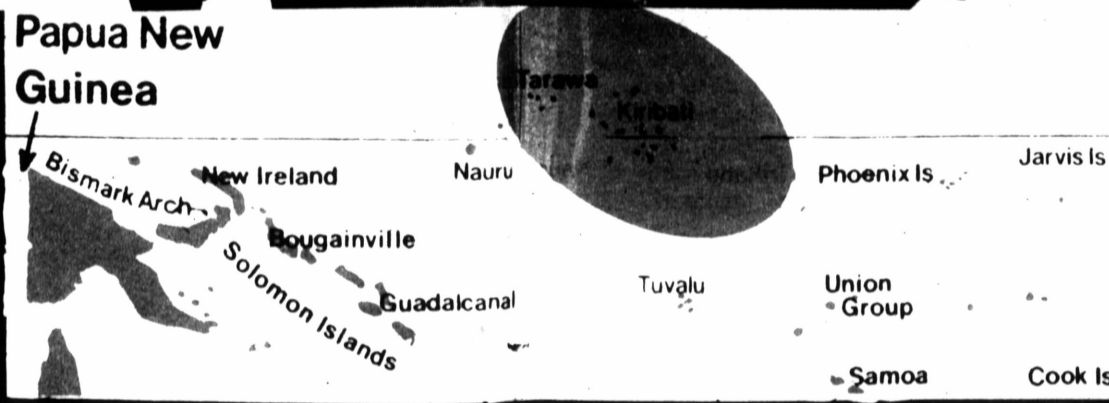 Papua New
Guinea
Tarawa
Kiribati
Bismark Arch
New Ireland
Nauru
Phoenix Is
Jarvis Is
Bougainville
Solomon Islands
Guadalcanal
Tuvalu
Union
Group
Samoa
Cook Is